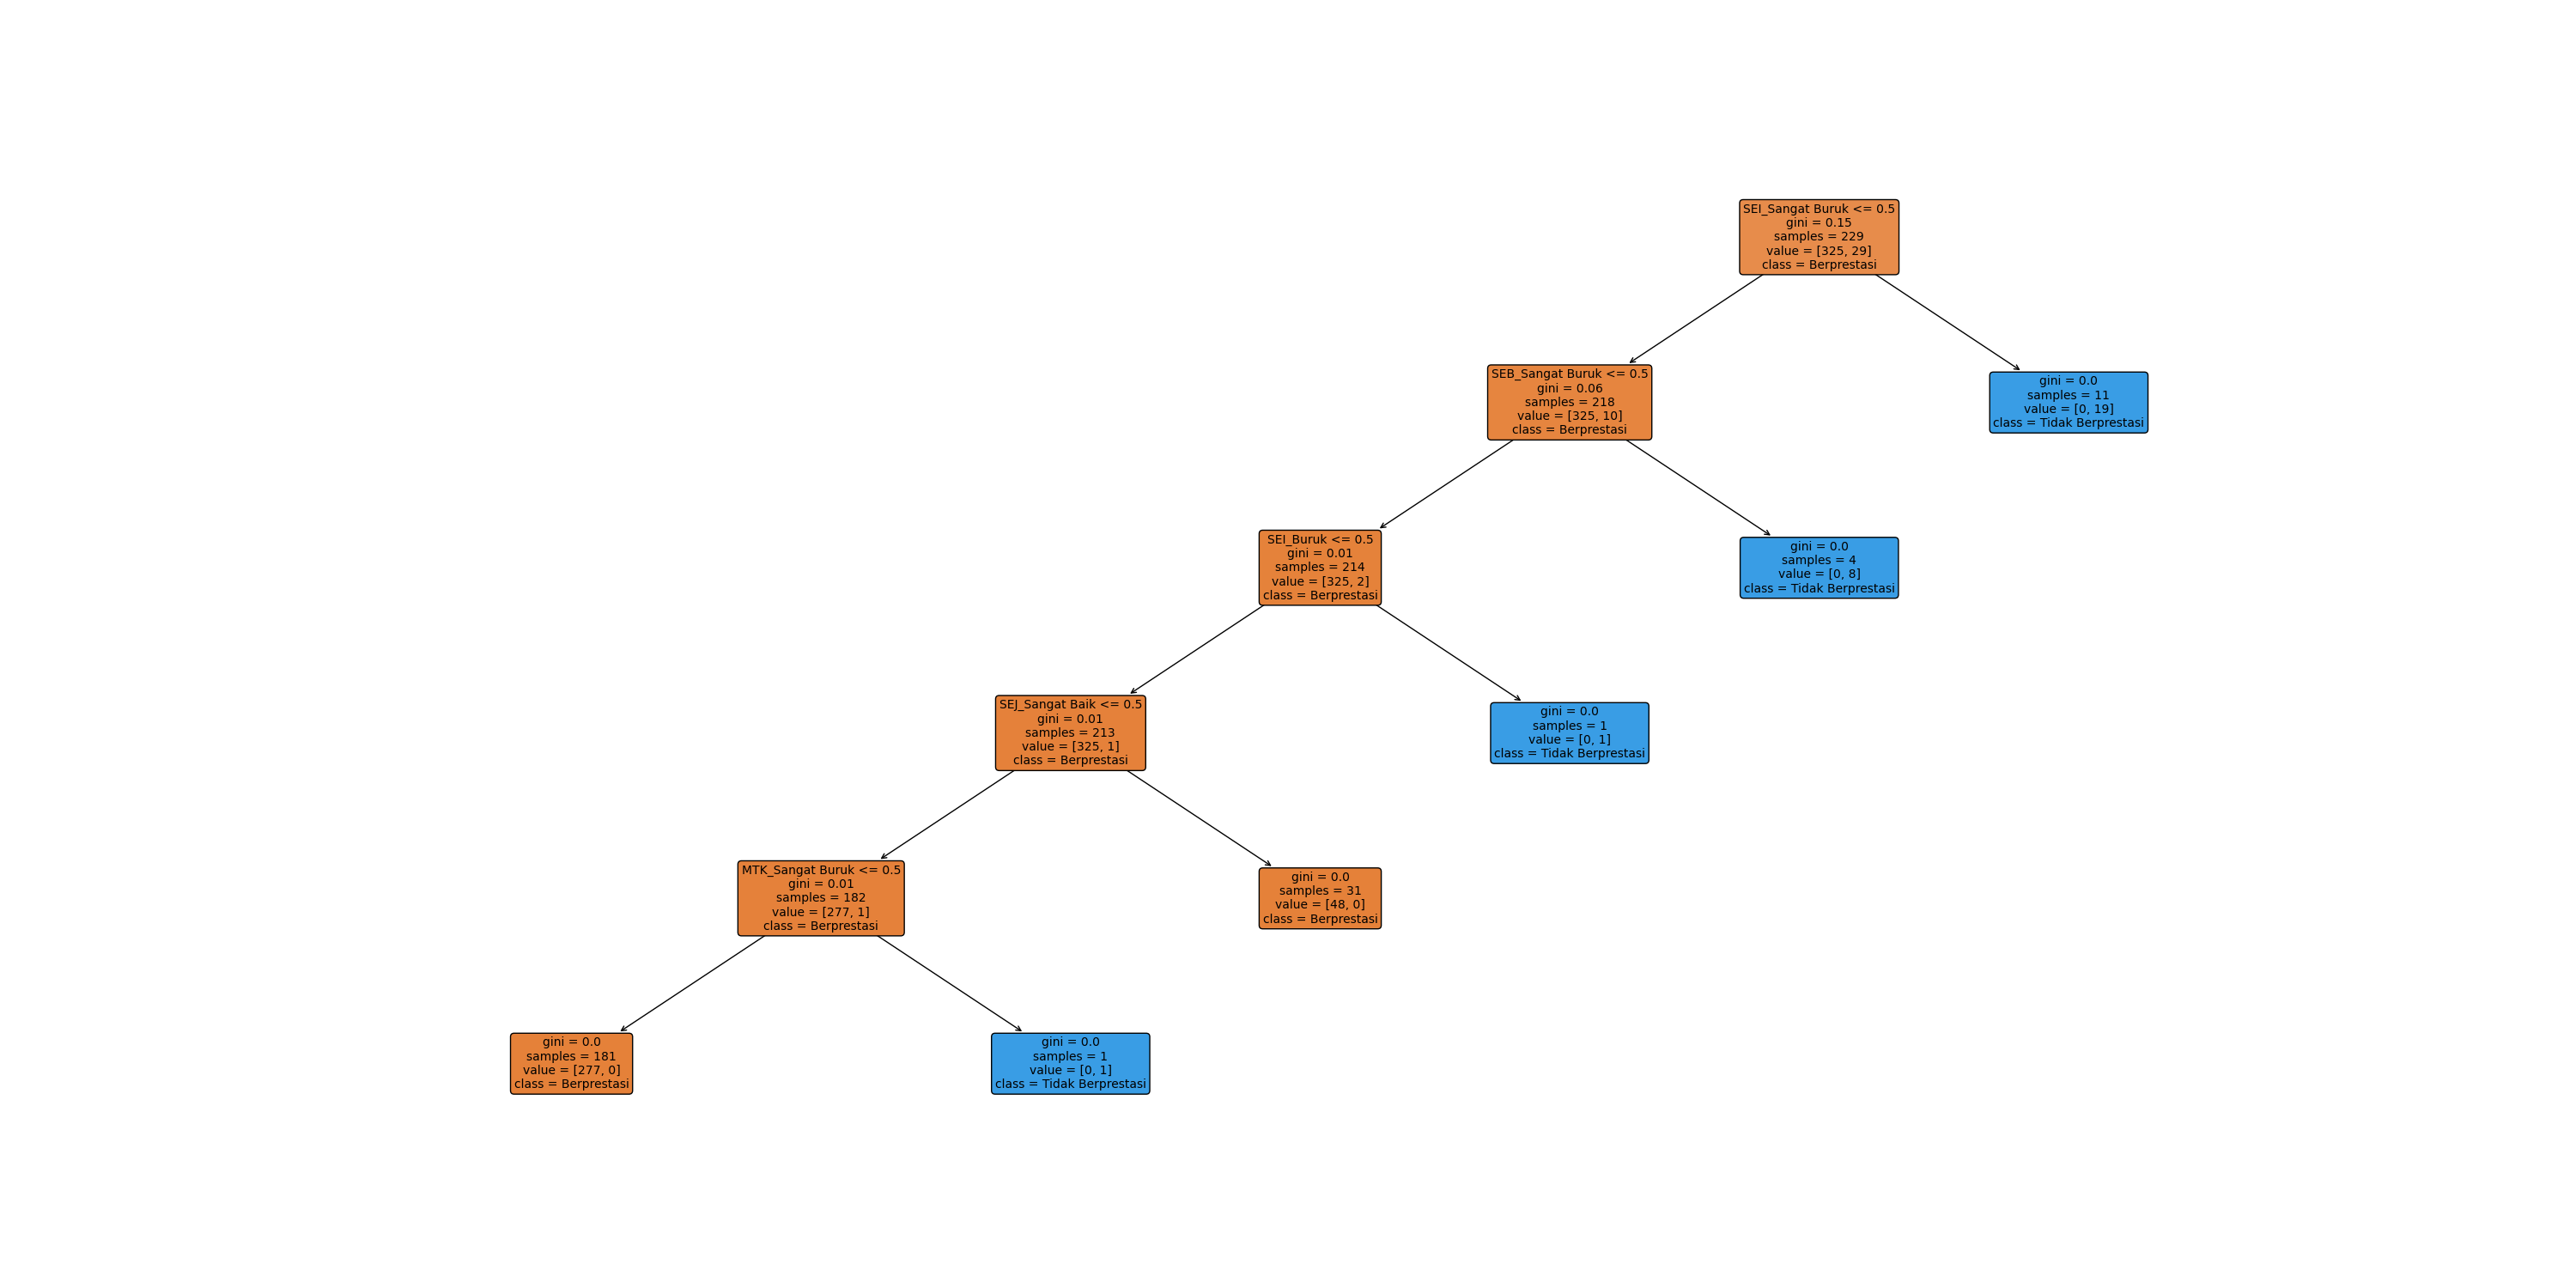 SEI_Sangat Buruk <= 0.5
gini = 0.15
samples = 229
value = [325, 29]
class = Berprestasi
SEB_Sangat Buruk <= 0.5
gini = 0.06
samples = 218
value = [325, 10]
class = Berprestasi
gini = 0.0
samples = 11
value = [0, 19]
class = Tidak Berprestasi
SEI_Buruk <= 0.5
gini = 0.01
samples = 214
value = [325, 2]
class = Berprestasi
gini = 0.0
samples = 4
value = [0, 8]
class = Tidak Berprestasi
SEJ_Sangat Baik <= 0.5
gini = 0.01
samples = 213
value = [325, 1]
class = Berprestasi
gini = 0.0
samples = 1
value = [0, 1]
class = Tidak Berprestasi
MTK_Sangat Buruk <= 0.5
gini = 0.01
samples = 182
value = [277, 1]
class = Berprestasi
gini = 0.0
samples = 31
value = [48, 0]
class = Berprestasi
gini = 0.0
samples = 181
value = [277, 0]
class = Berprestasi
gini = 0.0
samples = 1
value = [0, 1]
class = Tidak Berprestasi